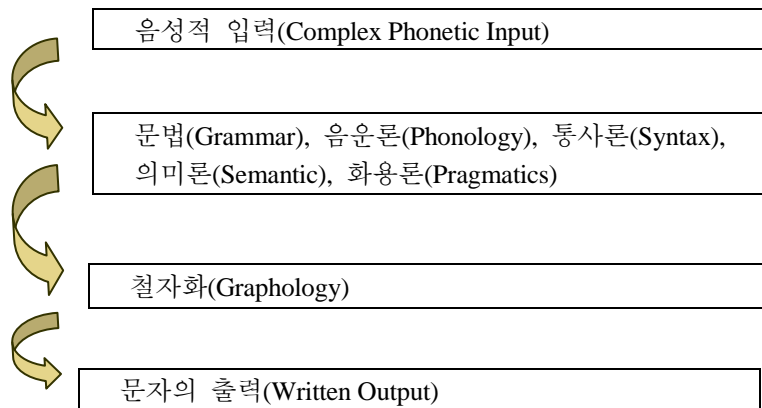 음성적 입력(Complex Phonetic Input)
문법(Grammar), 음운론(Phonology), 통사론(Syntax),
의미론(Semantic), 화용론(Pragmatics)
철자화(Graphology)
문자의 출력(Written Output)